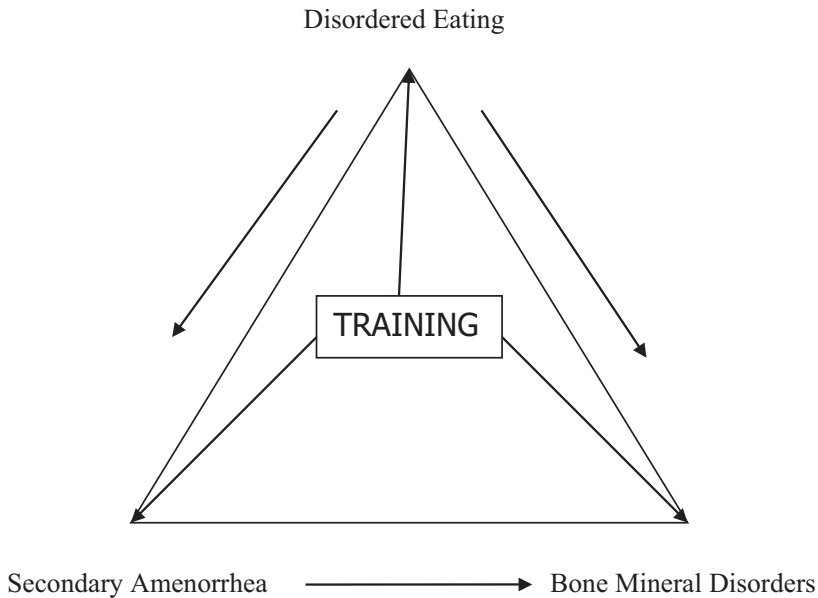 Disordered Eating
TRAINING
Secondary Amenorrhea
Bone Mineral Disorders